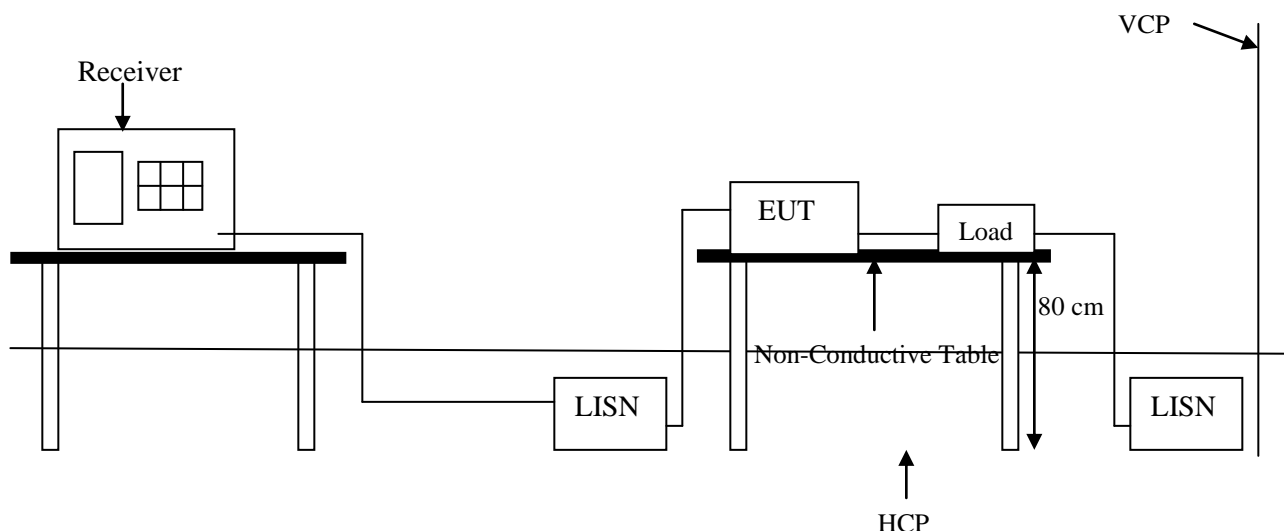 VCP
Receiver
EUT
Load
80 cm
Non-Conductive Table
LISN
LISN
HCP